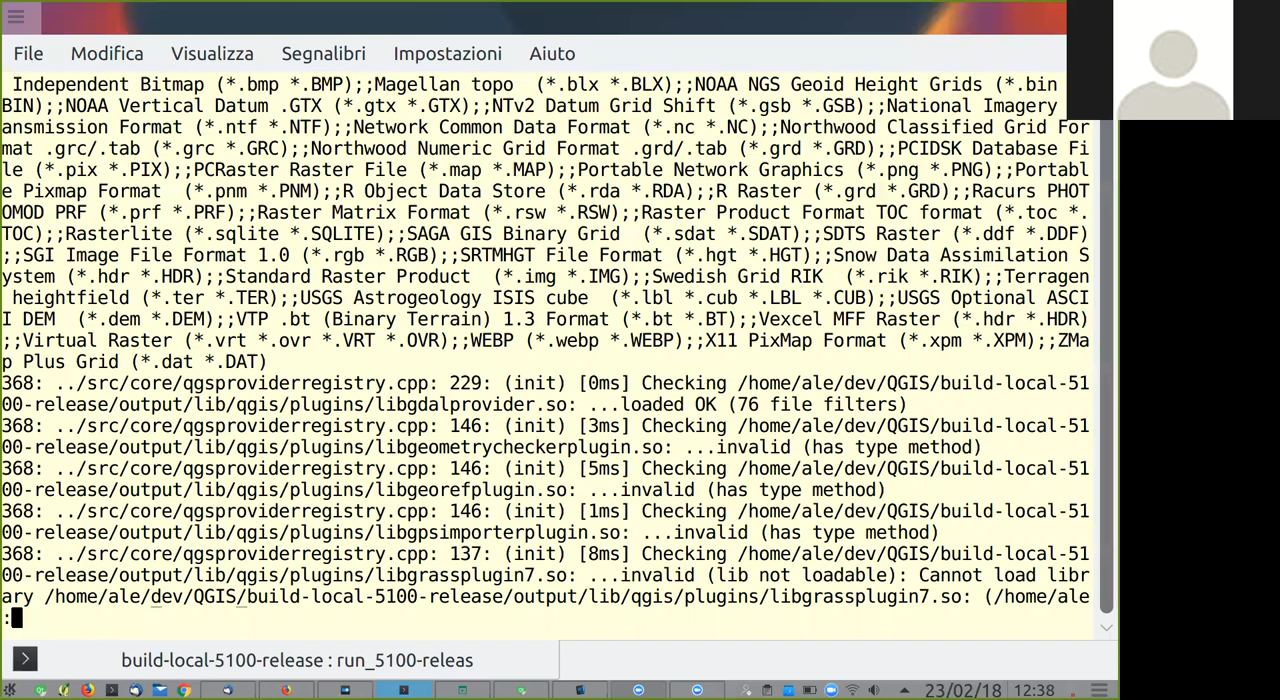 File Modifica Visualizza Segnalibri Impostazioni Aiuto
Independent Bitmap (*.bmp *.BMP);;Magellan topo  (*.blx *.BLX);;NOAA NGS Geoid Height Grids (*.bin
BIN);;NOAA Vertical Datum .GTX (*.gtx *.GTX);;NTv2 Datum Grid Shift (*.gsb *.GSB);;National Imagery
ansmission Format (*.ntf *.NTF);;Network Common Data Format (*.nc *.NC);;Northwood Classified Grid For
mat .grc/.tab (*.grc *.GRC);;Northwood Numeric Grid Format .grd/.tab (*.grd *.GRD);;PCIDSK Database Fi
le (*.pix *.PIX);;PCRaster Raster File (*.map *.MAP);;Portable Network Graphics (*.png *.PNG);;Portabl
e Pixmap Format  (*.pnm *.PNM);;R Object Data Store (*.rda *.RDA);;R Raster (*.grd *.GRD);;Racurs PHOT
OMOD PRF (*.prf *.PRF);;Raster Matrix Format (*.rsw *.RSW);;Raster Product Format TOC format (*.toc *.
TOC);;Rasterlite (*.sqlite *.SQLITE);;SAGA GIS Binary Grid  (*.sdat *.SDAT);;SDTS Raster (*.ddf *.DDF)
;;SGI Image File Format 1.0 (*.rgb *.RGB);;SRTMHGT File Format (*.hgt *.HGT);;Snow Data Assimilation S
ystem (*.hdr *.HDR);;Standard Raster Product  (*.img *.IMG);;Swedish Grid RIK  (*.rik *.RIK);;Terragen
 heightfield (*.ter *.TER);;USGS Astrogeology ISIS cube  (*.lbl *.cub *.LBL *.CUB);;USGS Optional ASCI
I DEM  (*.dem *.DEM);;VTP .bt (Binary Terrain) 1.3 Format (*.bt *.BT);;Vexcel MFF Raster (*.hdr *.HDR)
;;Virtual Raster (*.vrt *.ovr *.VRT *.OVR);;WEBP (*.webp *.WEBP);;X11 PixMap Format (*.xpm *.XPM);;ZMa
p Plus Grid (*.dat *.DAT)
368: ../src/core/qgsproviderregistry.cpp: 229: (init) [0ms] Checking /home/ale/dev/QGIS/build-local-51
00-release/output/lib/qgis/plugins/libgdalprovider.so: ...loaded OK (76 file filters)
368: ../src/core/qgsproviderregistry.cpp: 146: (init) [3ms] Checking /home/ale/dev/QGIS/build-local-51
00-release/output/lib/qgis/plugins/libgeometrycheckerplugin.so: ...invalid (has type method)
368: ../src/core/qgsproviderregistry.cpp: 146: (init) [5ms] Checking /home/ale/dev/QGIS/build-local-51
00-release/output/lib/qgis/plugins/libgeorefplugin.so: ...invalid (has type method)
368: ../src/core/qgsproviderregistry.cpp: 146: (init) [1ms] Checking /home/ale/dev/QGIS/build-local-51
00-release/output/lib/qgis/plugins/libgpsimporterplugin.so: ...invalid (has type method)
368: ../src/core/qgsproviderregistry.cpp: 137: (init) [8ms] Checking /home/ale/dev/QGIS/build-local-51
00-release/output/lib/qgis/plugins/libgrassplugin7.so: ...invalid (lib not loadable): Cannot load libr
ary /home/ale/dev/QGIS/build-local-5100-release/output/lib/qgis/plugins/libgrassplugin7.so: (/home/ale
:
build-local-5100-release : run_5100-releas
23/02/18 12:38